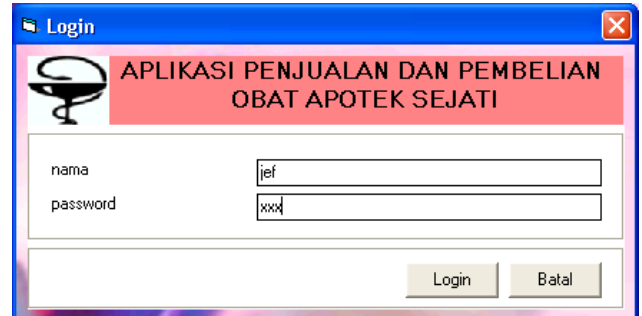 Login
APLIKASI PENJUALAN DAN PEMBELIAN
OBAT APOTEK SEJATI
nama
jef
password
xxx
Login
Batal